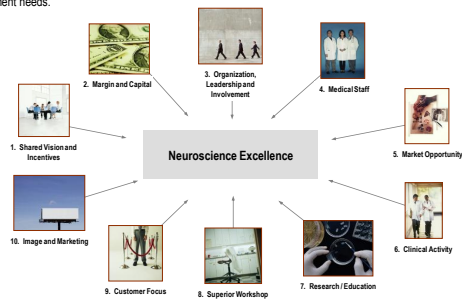 ment needs.
3. Organization,
Leadership and
Involvement
2. Margin and Capital
4. Medical Staff
1. Shared Vision and
Incentives
Neuroscience Excellence
5. Market Opportunity
10. Image and Marketing
6. Clinical Activity
9. Customer Focus
8. Superior Workshop
7. Research / Education